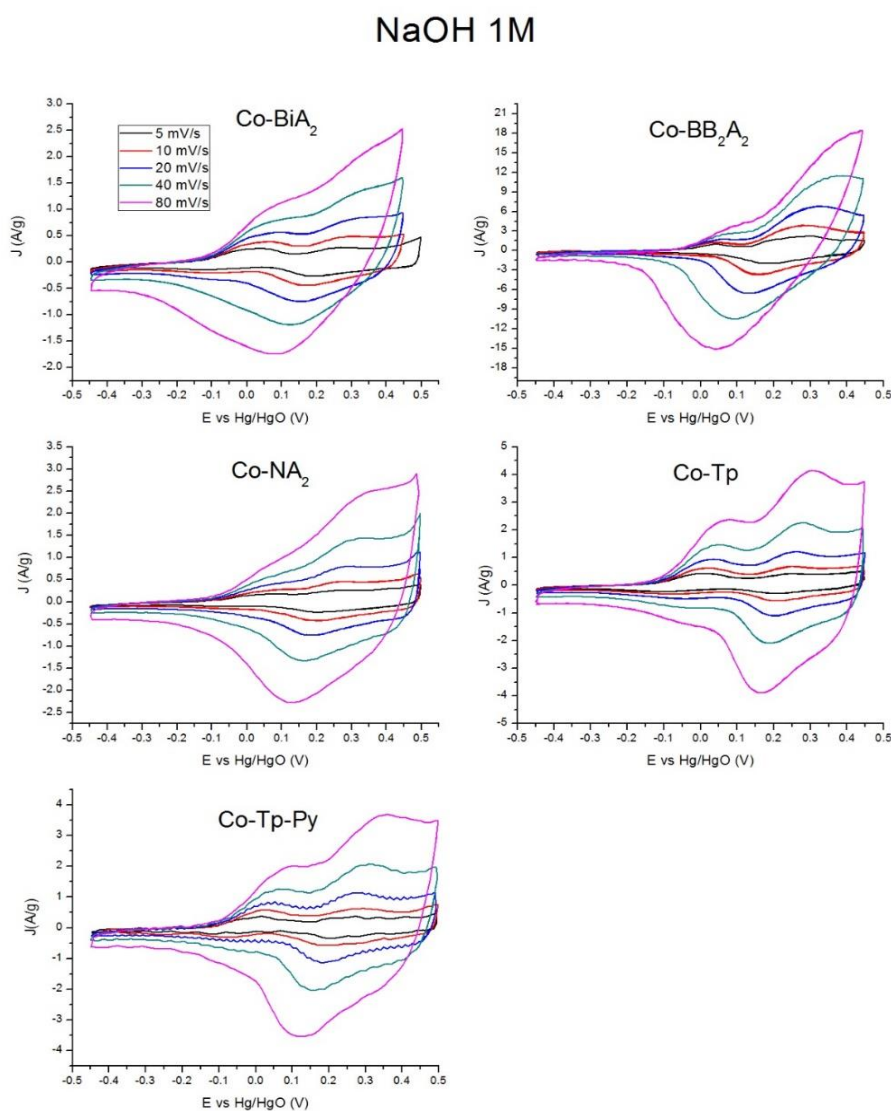 NaOH 1M
Co-BiA2
5 mV/s
10 mV/s
20 mV/s
40 mV/s
80 mV/s
J (A/g)
3.0
2.5
2.0
1.5
1.0
0.5
0.0
-0.5
-1.0
-1.5
-2.0
-0.5 -0.4 -0.3 -0.2 -0.1 0.0 0.1 0.2 0.3 0.4 0.5
E vs Hg/HgO (V)
Co-BB2A2
J (A/g)
21
18
15
12
9
6
3
0
-3
-6
-9
-12
-15
-18
-0.5 -0.4 -0.3 -0.2 -0.1 0.0 0.1 0.2 0.3 0.4 0.5
E vs Hg/HgO (V)
Co-NA2
J (A/g)
3.5
3.0
2.5
2.0
1.5
1.0
0.5
0.0
-0.5
-1.0
-1.5
-2.0
-2.5
-0.5 -0.4 -0.3 -0.2 -0.1 0.0 0.1 0.2 0.3 0.4 0.5
E vs Hg/HgO (V)
Co-Tp
J (A/g)
5
4
3
2
1
0
-1
-2
-3
-4
-5
-0.5 -0.4 -0.3 -0.2 -0.1 0.0 0.1 0.2 0.3 0.4 0.5
E vs Hg/HgO (V)
Co-Tp-Py
J(A/g)
4
3
2
1
0
-1
-2
-3
-4
-0.5 -0.4 -0.3 -0.2 -0.1 0.0 0.1 0.2 0.3 0.4 0.5
E vs Hg/HgO (V)